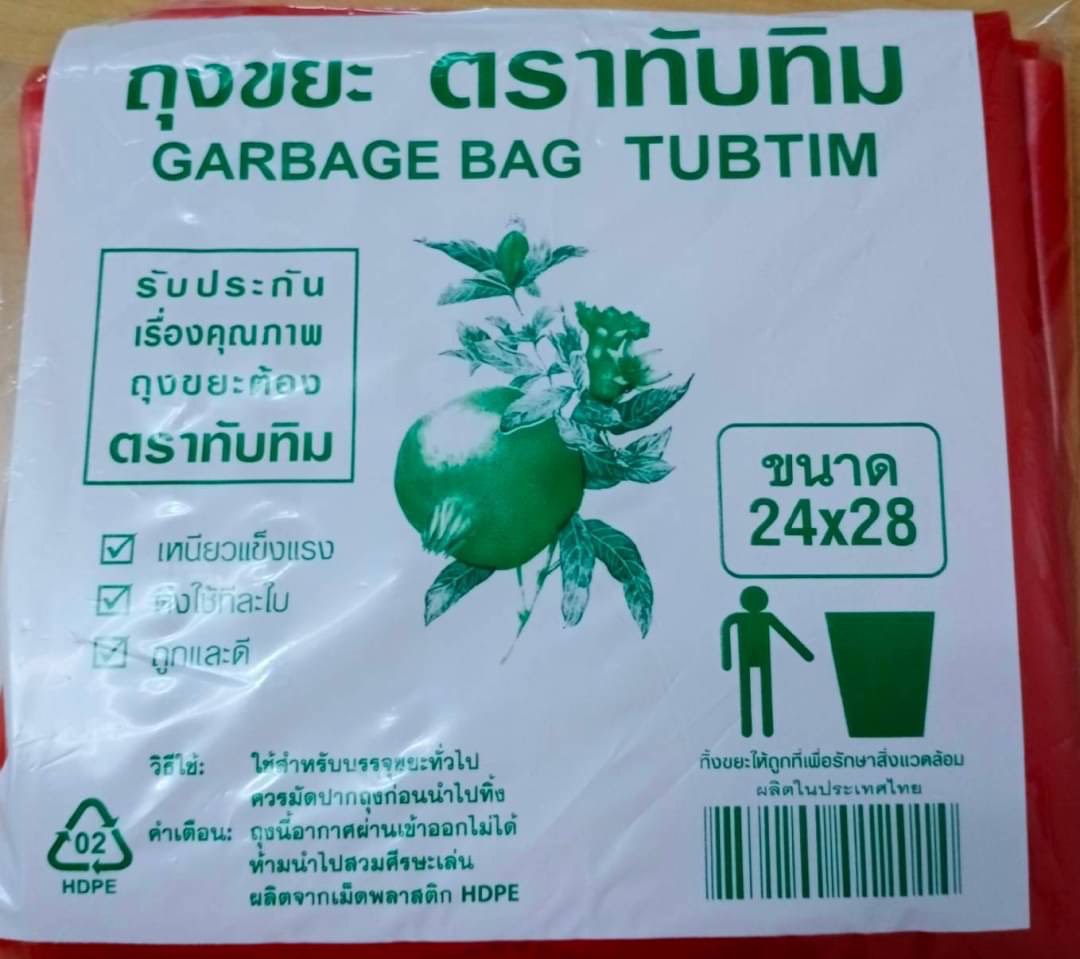 ถุงขยะ ตราทับทิม
GARBAGE BAG TUBTIM
รับประกัน
เรื่องคุณภาพ
ถุงขยะต้อง
ตราทับทิม
เหนียวแข็งแรง
ดึงใช้ทีละใบ
ถูกและดี
ขนาด
24x28
ทิ้งขยะให้ถูกที่เพื่อรักษาสิ่งแวดล้อม
ผลิตในประเทศไทย
วิธีใช้: ใช้สำหรับบรรจุขยะทั่วไป
ควรมัดปากถุงก่อนนำไปทิ้ง
คำเตือน: ถุงนี้อากาศผ่านเข้าออกไม่ได้
ห้ามนำไปสวมศีรษะเล่น
ผลิตจากเม็ดพลาสติก HDPE
02
HDPE